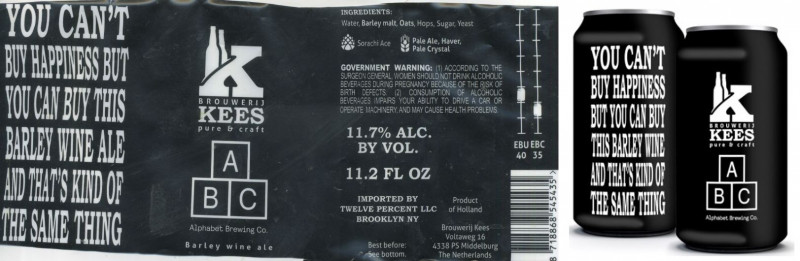 YOU CAN'T
BUY HAPPINESS BUT
YOU CAN BUY THIS
BARLEY WINE ALE
AND THAT'S KIND OF
THE SAME THING
K
BROUWERIJ
KEES
pure & craft
A
B C
Alphabet Brewing Co.
Barley wine ale
INGREDIENTS:
Water, Barley malt, Oats, Hops, Sugar, Yeast
Sorachi Ace
Pale Ale, Haver,
Pale Crystal
GOVERNMENT WARNING: (1) ACCORDING TO THE
SURGEON GENERAL WOMEN SHOULD NOT DRINK ALCOHOLIC
BEVERAGES DURING PREGNANCY BECAUSE OF THE RISK OF
BIRTH DEFECTS. (2) CONSUMPTION OF ALCOHOLIC
BEVERAGES IMPAIRS YOUR ABILITY TO DRIVE A CAR OR
OPERATE MACHINERY, AND MAY CAUSE HEALTH PROBLEMS.
11.7% ALC.
BY VOL.
11.2 FL OZ
IMPORTED BY
TWELVE PERCENT LLC
BROOKLYN NY
Best before:
See bottom.
EBU EBC
40 35
Product
of Holland
Brouwerij Kees
Voltaweg 16
4338 PS Middelburg
The Netherlands
8 718868 545435
YOU CAN'T
BUY HAPPINESS
BUT YOU CAN BUY
THIS BARLEY WINE
AND THAT'S KIND OF
THE SAME THING
K
BROUWERIJ
KEES
pure & craft
A
B C
Alphabet Brewing Co.